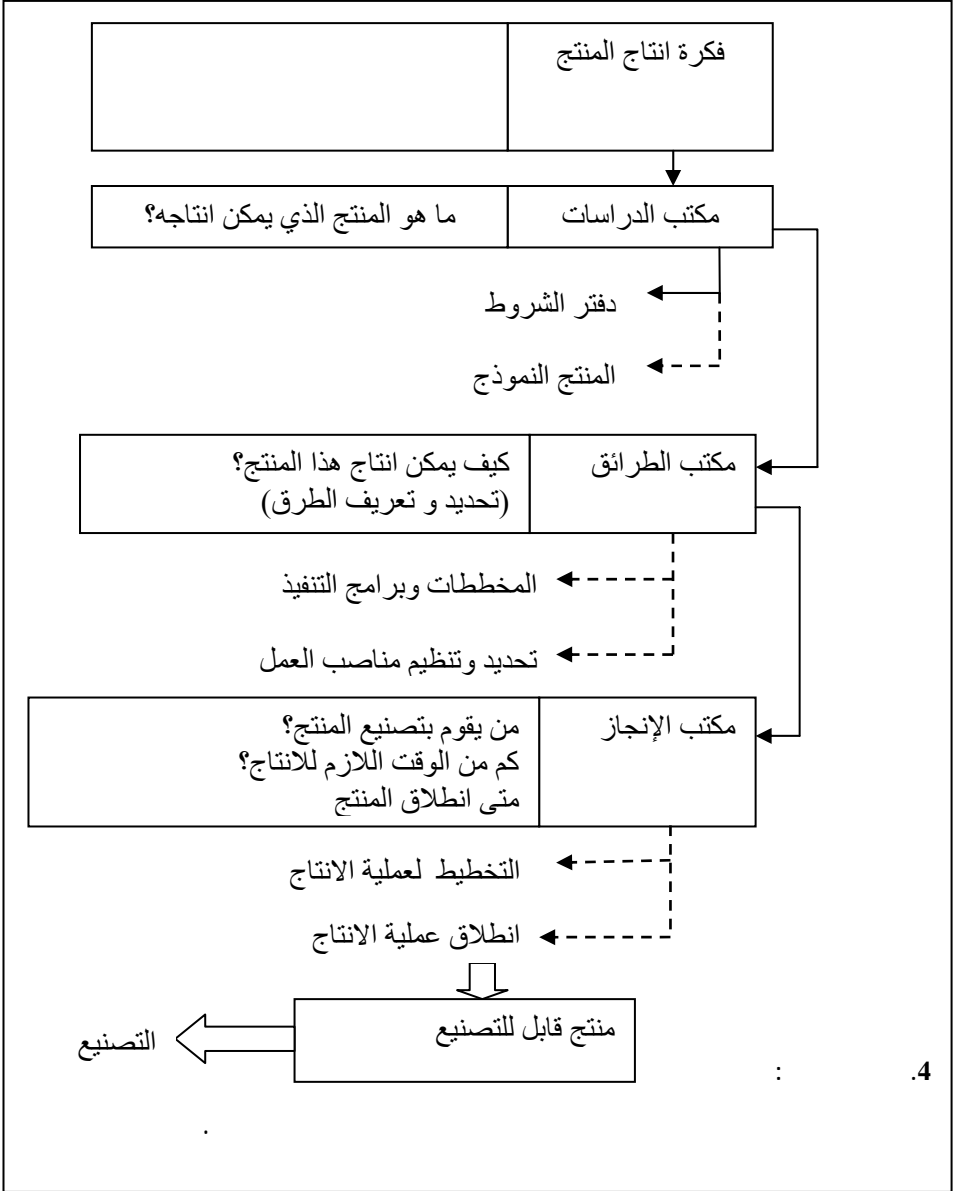 فكرة انتاج المنتج
مكتب الدراسات
ما هو المنتج الذي يمكن انتاجه؟
دفتر الشروط
المنتج النموذج
مكتب الطرائق
كيف يمكن انتاج هذا المنتج؟
(تحديد و تعريف الطرق)
المخططات وبرامج التنفيذ
تحديد وتنظيم مناصب العمل
مكتب الإنجاز
من يقوم بتصنيع المنتج؟
كم من الوقت اللازم للانتاج؟
متى انطلاق المنتج
التخطيط لعملية الانتاج
انطلاق عملية الانتاج
منتج قابل للتصنيع
التصنيع
4. :
.